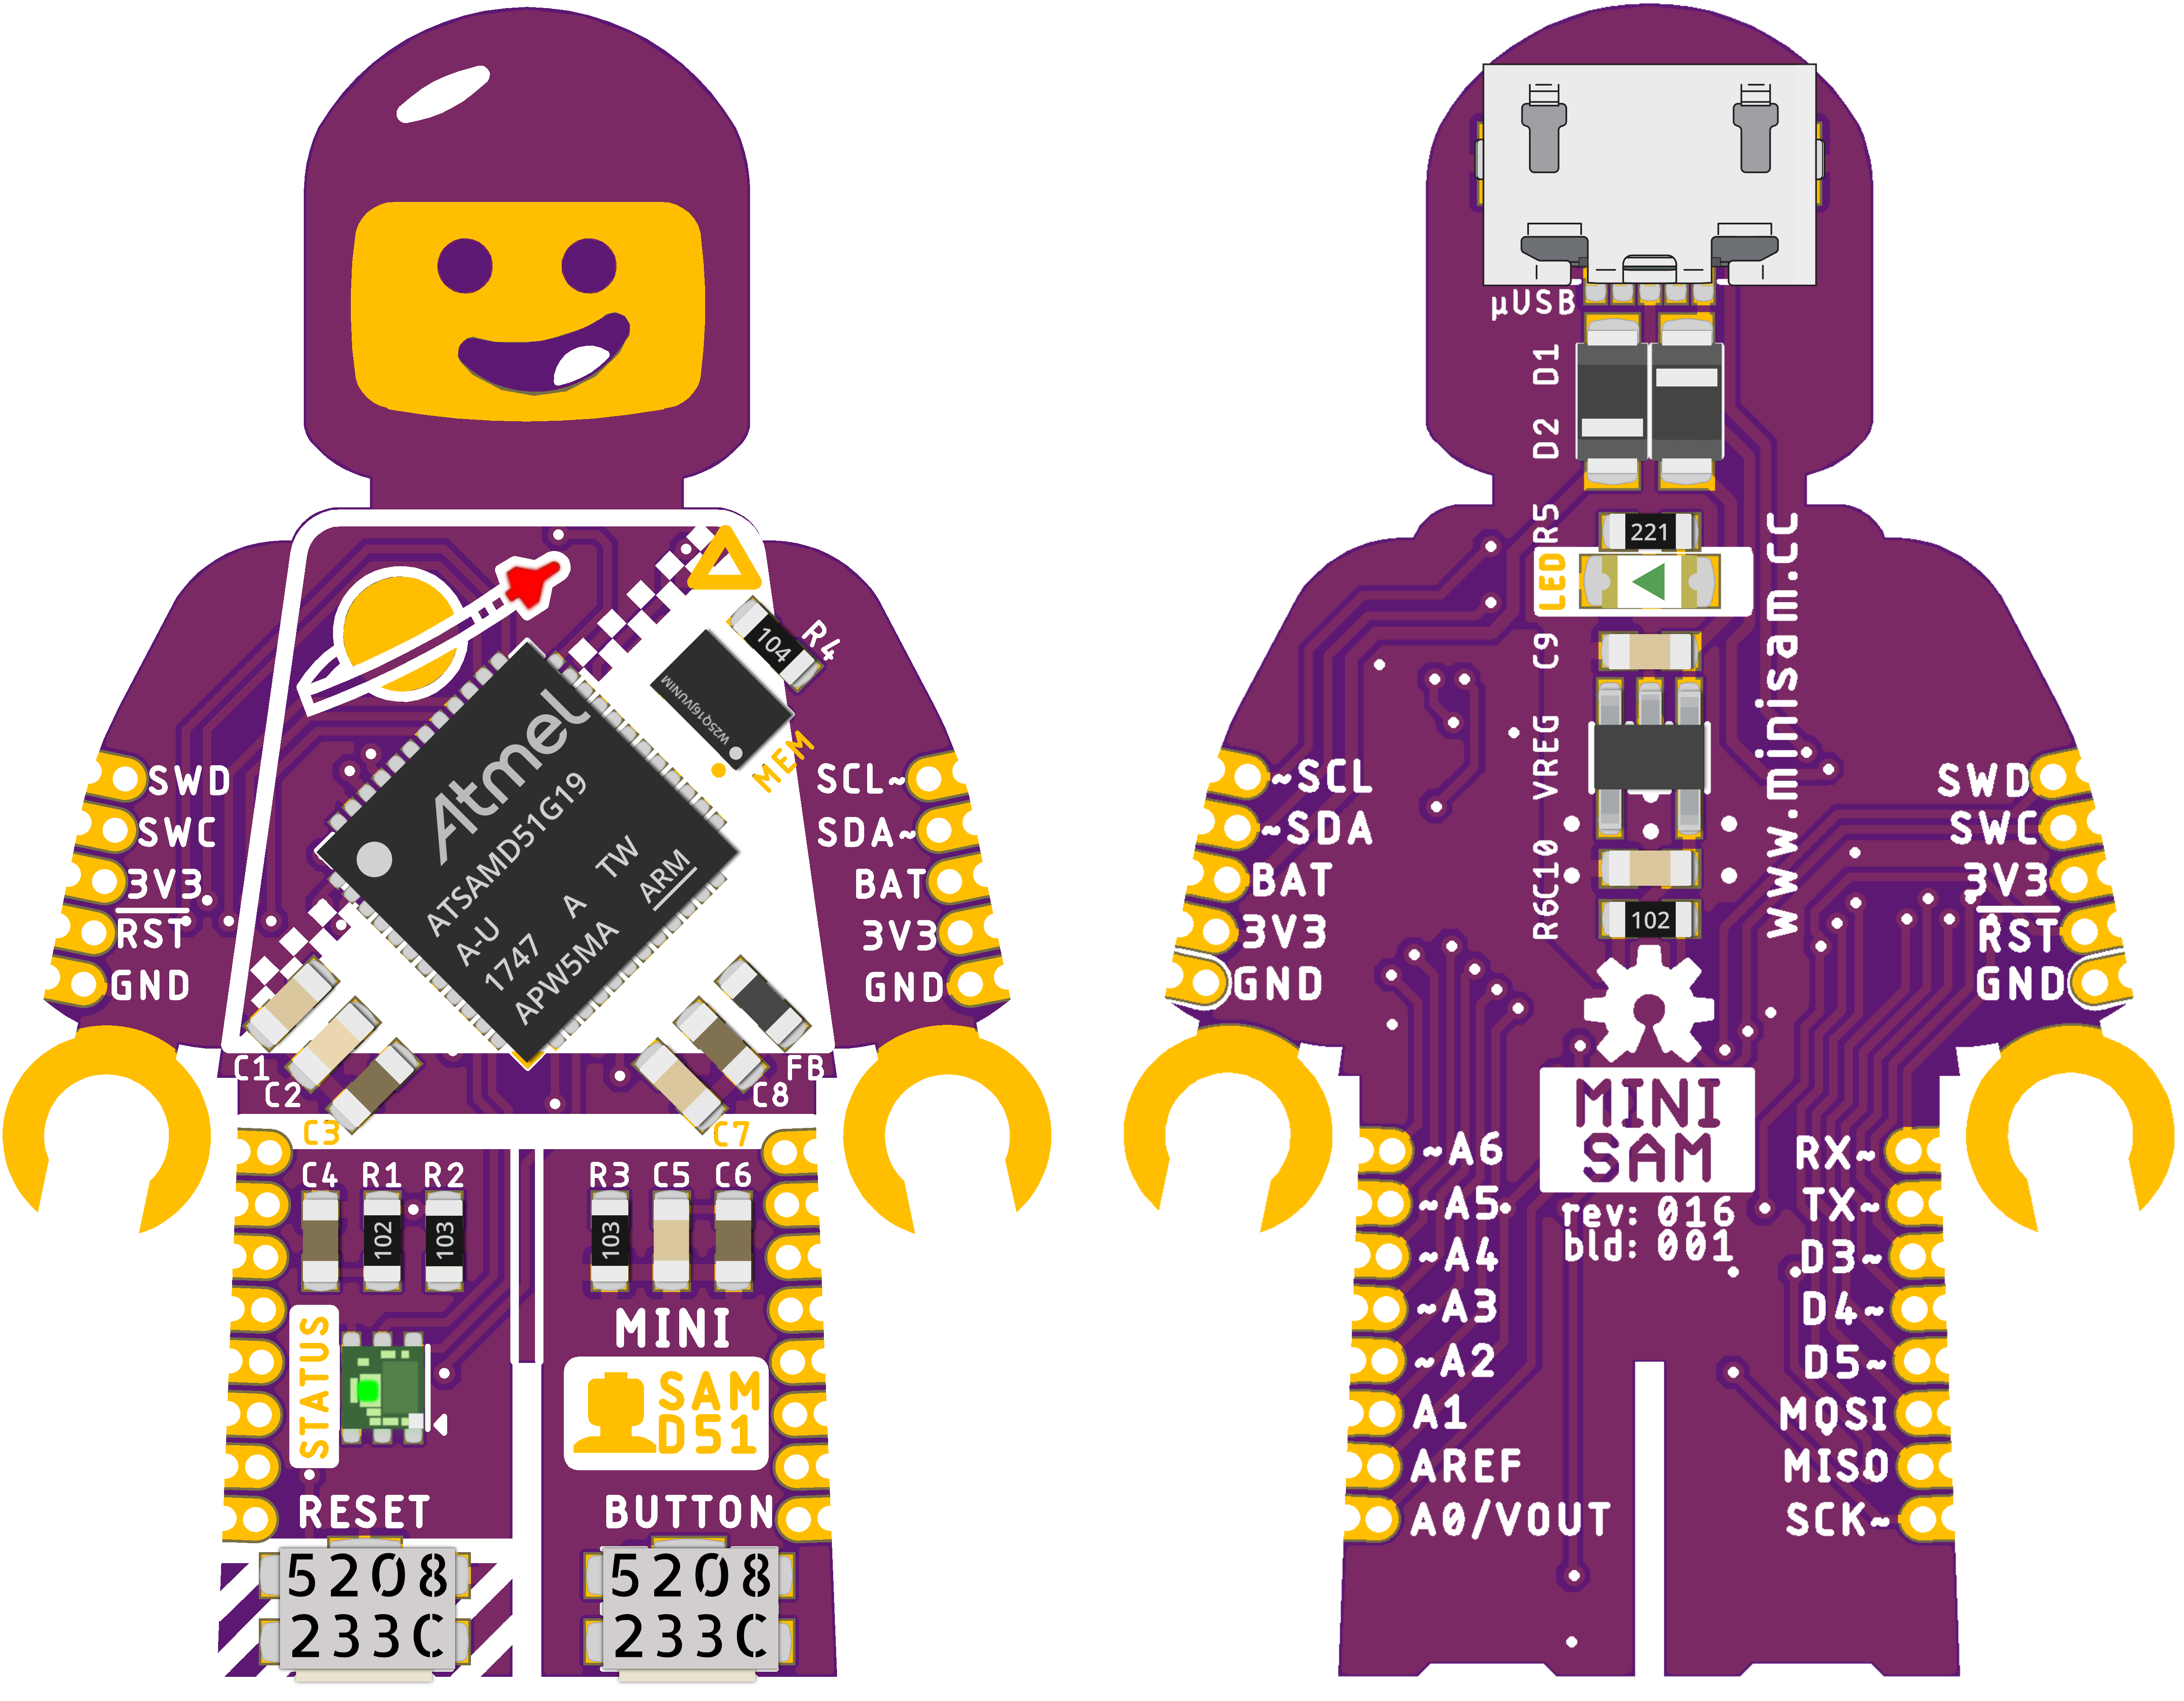 R4
104
W25Q16JVUNIM
MEM
Atmel
ATSAMD51G19
A-U
1747 A TW
APW5MA ARM
SWD
SWC
3V3
RST
GND
SCL~
SDA~
BAT
3V3
GND
C1
C2
C3
FB
C8
C7
C4 R1 R2
102
103
R3 C5 C6
103
STATUS
MINI
SAM
D51
RESET
BUTTON
5208
233C
5208
233C
µUSB
D1
D2
R5
221
LED
C9
VREG
R6C10
102
www.minisam.cc
~SCL
~SDA
BAT
3V3
GND
SWD
SWC
3V3
RST
GND
MINI
SAM
rev: 016
bld: 001
~A6
~A5
~A4
~A3
~A2
A1
AREF
A0/VOUT
RX~
TX~
D3~
D4~
D5~
MOSI
MISO
SCK~